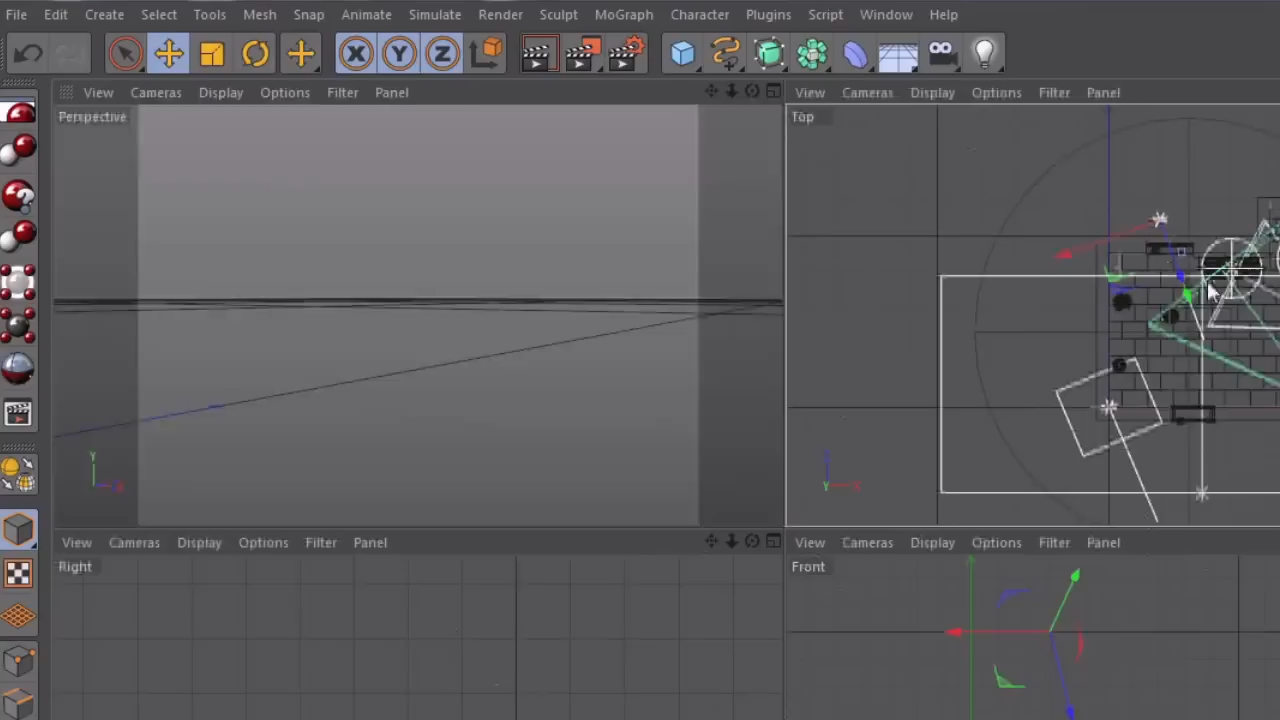 File Edit Create Select Tools Mesh Snap Animate Simulate Render Sculpt MoGraph Character Plugins Script Window Help
X Y Z
View Cameras Display Options Filter Panel
View Cameras Display Options Filter Panel
Perspective
Top
Y X
Y X
View Cameras Display Options Filter Panel
View Cameras Display Options Filter Panel
Right
Front